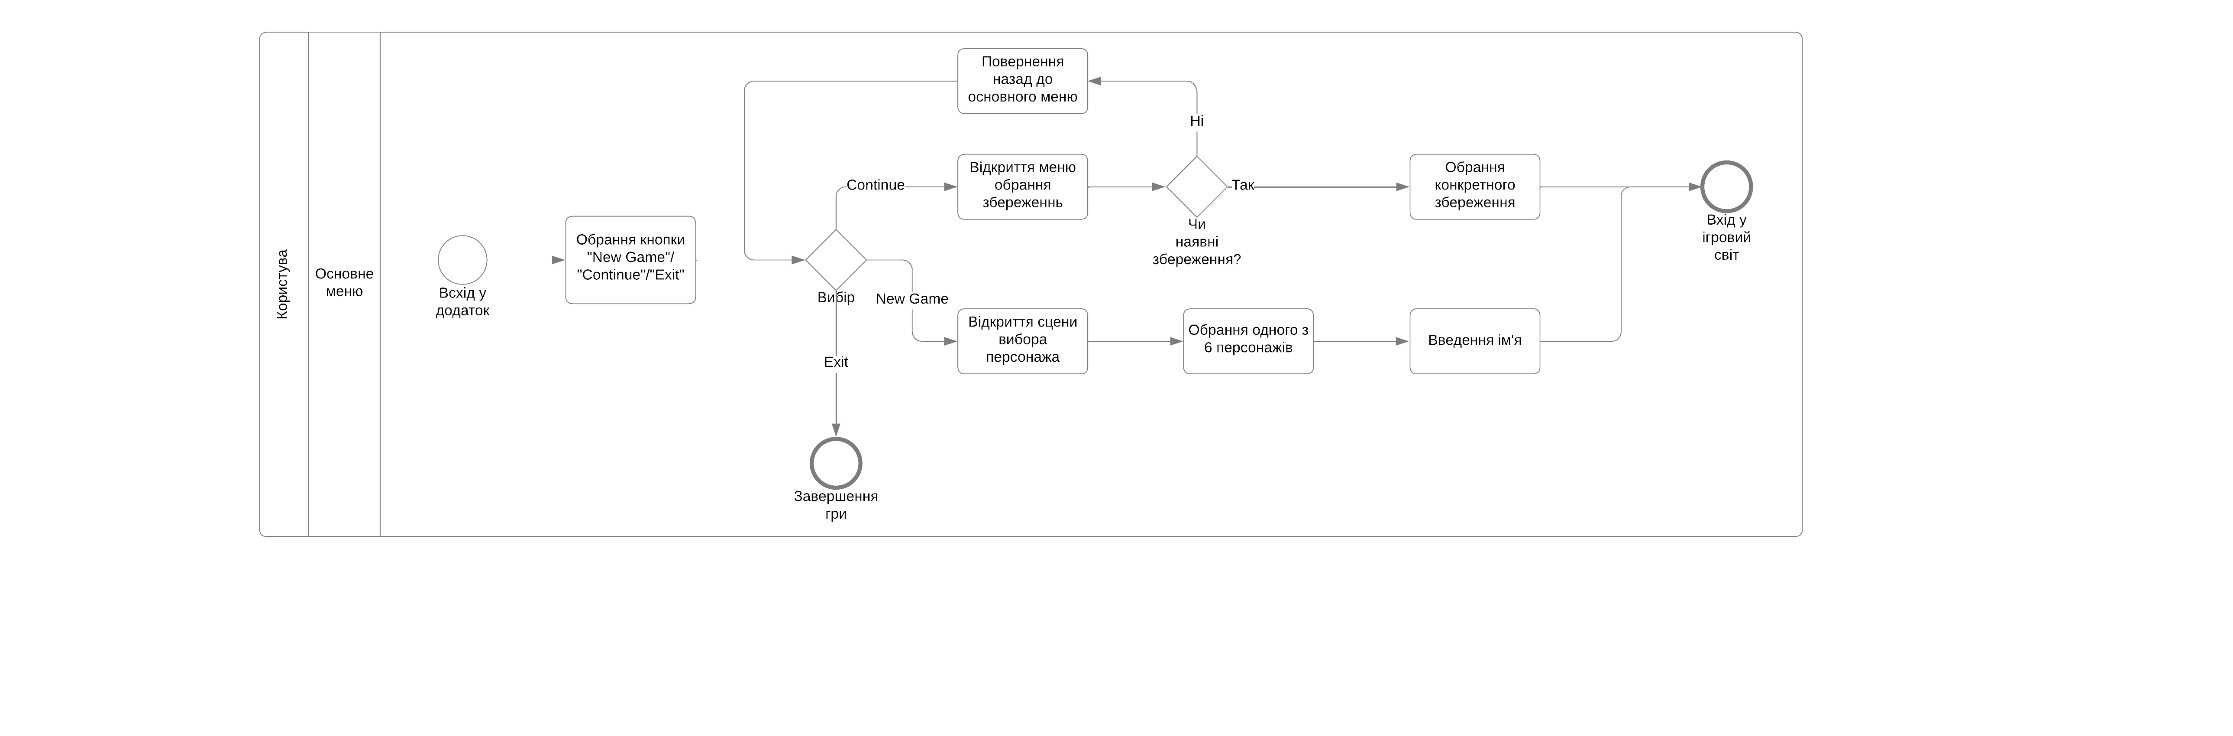 Користува
Основне
меню
Всхід у
додаток
Обрання кнопки
"New Game"/
"Continue"/"Exit"
Повернення
назад до
основного меню
Ні
Continue
Відкриття меню
обрання
збереженнь
Так
Чи
наявні
збереження?
Обрання
конкретного
збереження
Вхід у
ігровий
світ
Вибір
New Game
Відкриття сцени
вибора
персонажа
Обрання одного з
6 персонажів
Введення ім'я
Exit
Завершення
гри